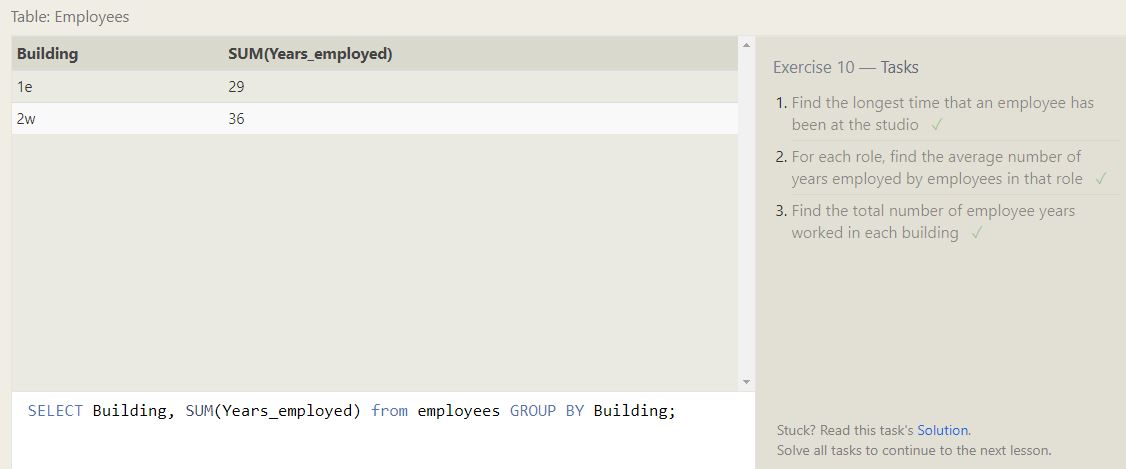 Table: Employees
Building SUM(Years_employed)
1e 29
2w 36
SELECT Building, SUM(Years_employed) from employees GROUP BY Building;
Exercise 10 — Tasks
1. Find the longest time that an employee has
been at the studio ✓
2. For each role, find the average number of
years employed by employees in that role ✓
3. Find the total number of employee years
worked in each building ✓
Stuck? Read this task's Solution.
Solve all tasks to continue to the next lesson.